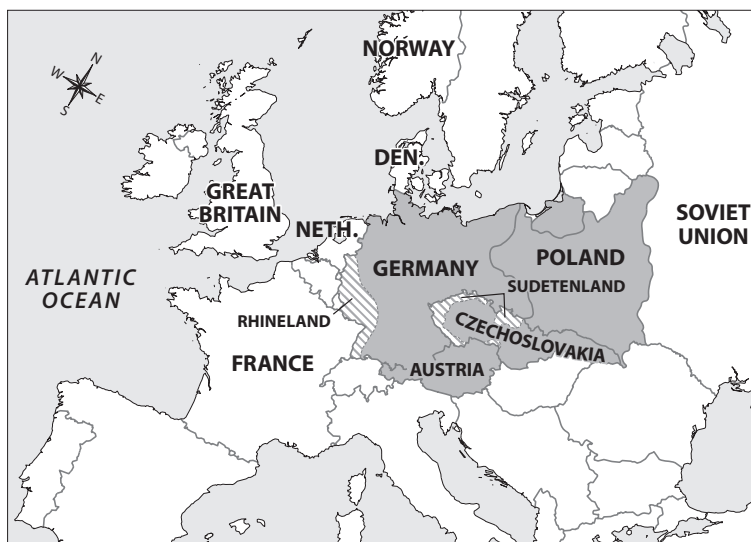 N
W
E
S
NORWAY
DEN.
GREAT
BRITAIN
NETH.
SOVIET
UNION
POLAND
GERMANY
SUDETENLAND
ATLANTIC
OCEAN
RHINELAND
CZECHOSLOVAKIA
FRANCE
AUSTRIA